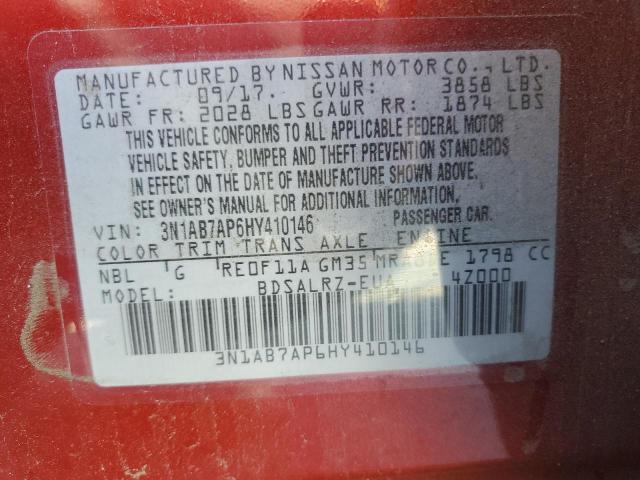 MANUFACTURED BY NISSAN MOTOR CO., LTD.
DATE: 09/17. GVWR: 3858 LBS
GAWR FR: 2028 LBS GAWR RR: 1874 LBS
THIS VEHICLE CONFORMS TO ALL APPLICABLE FEDERAL MOTOR
VEHICLE SAFETY, BUMPER AND THEFT PREVENTION STANDARDS
IN EFFECT ON THE DATE OF MANUFACTURE SHOWN ABOVE.
SEE OWNER'S MANUAL FOR ADDITIONAL INFORMATION.
VIN: 3N1AB7AP6HY410146 PASSENGER CAR.
COLOR TRIM TRANS AXLE ENGINE
NBL G RE0F11A GM35 1798 CC
MODEL: BDSALRZ-EUA 4Z000
3N1AB7AP6HY410146